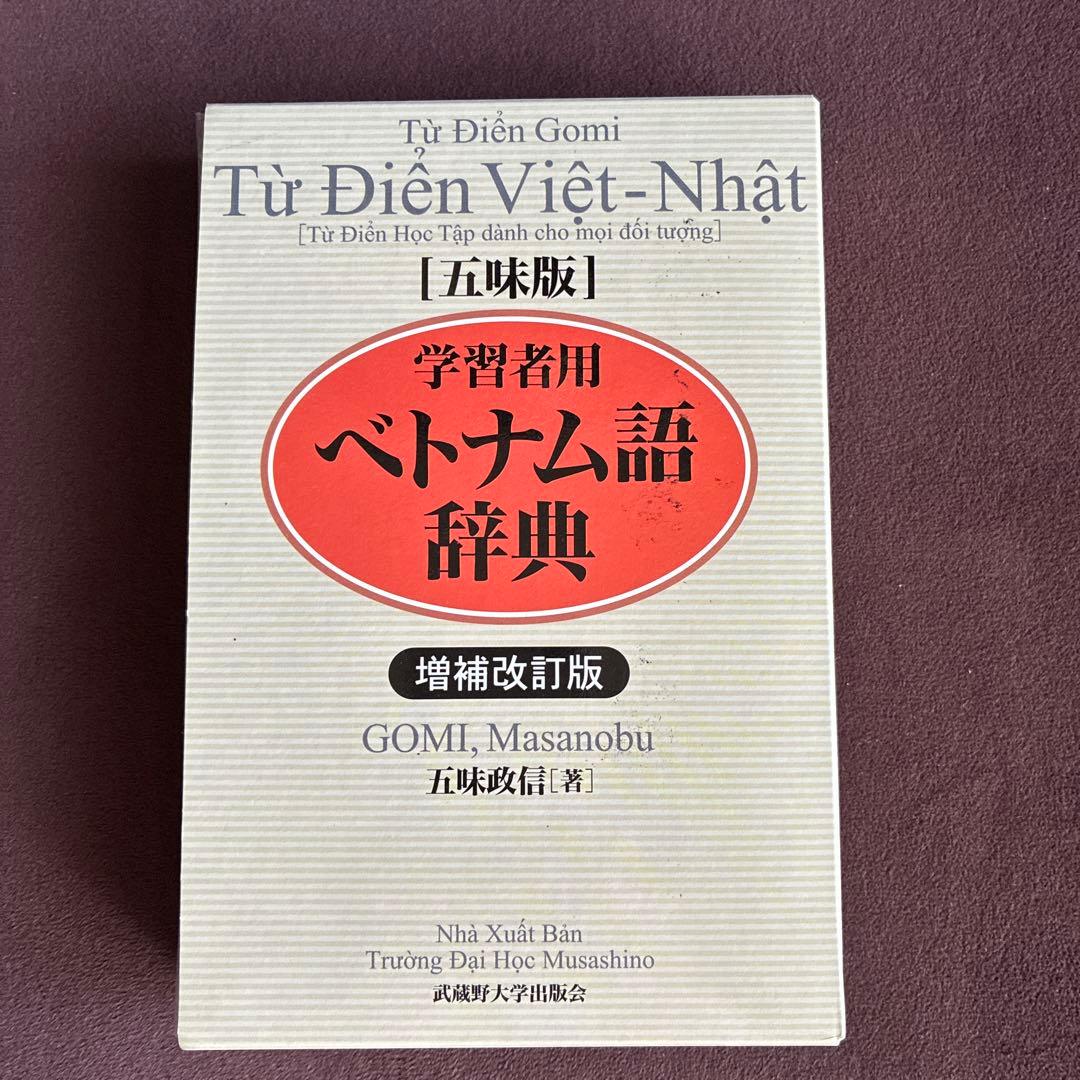 Từ Điển Gomi
Từ Điển Việt-Nhật
[Từ Điển Học Tập dành cho mọi đối tượng]
[五味版]
学習者用
ベトナム語
辞典
増補改訂版
GOMI, Masanobu
五味政信[著]
Nhà Xuất Bản
Trường Đại Học Musashino
武蔵野大学出版会